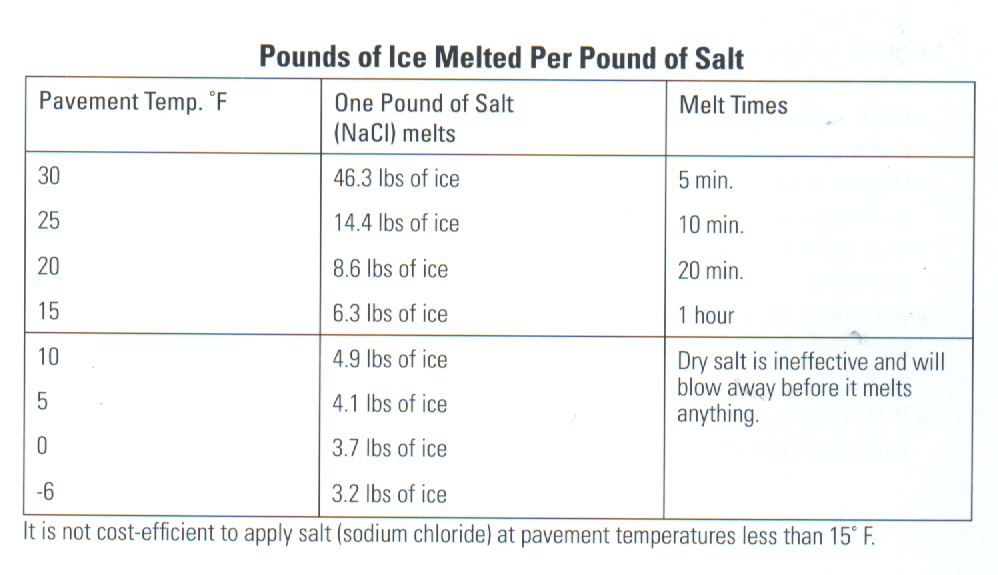 Pounds of Ice Melted Per Pound of Salt
Pavement Temp. °F One Pound of Salt Melt Times
(NaCl) melts
30 46.3 lbs of ice 5 min.
25 14.4 lbs of ice 10 min.
20 8.6 lbs of ice 20 min.
15 6.3 lbs of ice 1 hour
10 4.9 lbs of ice Dry salt is ineffective and will
blow away before it melts
5 4.1 lbs of ice anything.
0 3.7 lbs of ice
-6 3.2 lbs of ice
It is not cost-efficient to apply salt (sodium chloride) at pavement temperatures less than 15° F.